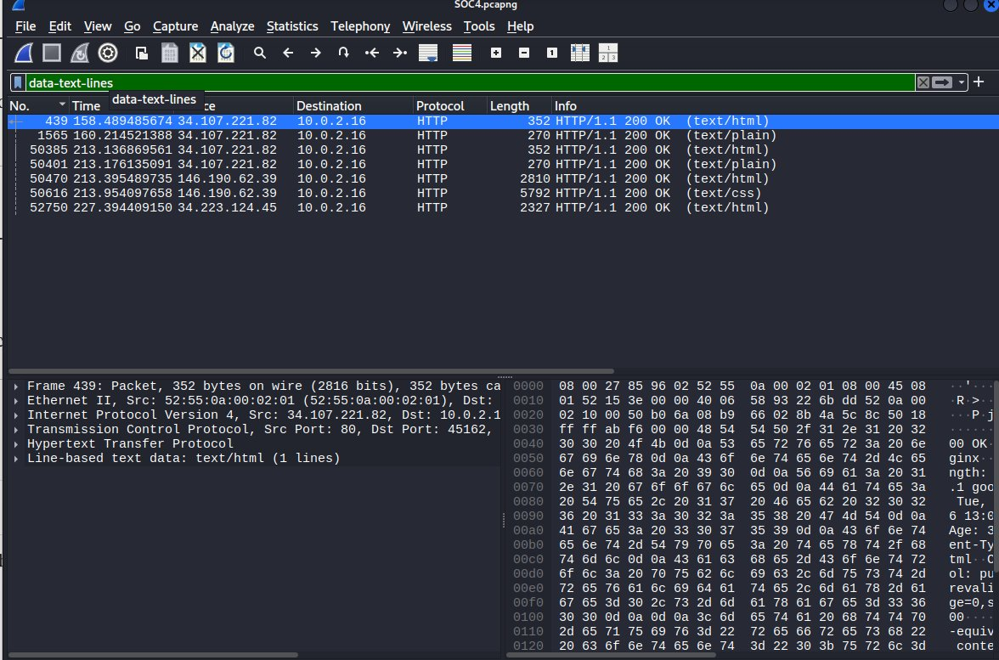 SOC4.pcapng
File Edit View Go Capture Analyze Statistics Telephony Wireless Tools Help
data-text-lines
data-text-lines
No. Time ce Destination Protocol Length Info
439 158.489485674 34.107.221.82 10.0.2.16 HTTP 352 HTTP/1.1 200 OK (text/html)
1565 160.214521388 34.107.221.82 10.0.2.16 HTTP 270 HTTP/1.1 200 OK (text/plain)
50385 213.136869561 34.107.221.82 10.0.2.16 HTTP 352 HTTP/1.1 200 OK (text/html)
50401 213.176135091 34.107.221.82 10.0.2.16 HTTP 270 HTTP/1.1 200 OK (text/plain)
50470 213.395489735 146.190.62.39 10.0.2.16 HTTP 2810 HTTP/1.1 200 OK (text/html)
50616 213.954097658 146.190.62.39 10.0.2.16 HTTP 5792 HTTP/1.1 200 OK (text/css)
52750 227.394409150 34.223.124.45 10.0.2.16 HTTP 2327 HTTP/1.1 200 OK (text/html)
Frame 439: Packet, 352 bytes on wire (2816 bits), 352 bytes ca
Ethernet II, Src: 52:55:0a:00:02:01 (52:55:0a:00:02:01), Dst:
Internet Protocol Version 4, Src: 34.107.221.82, Dst: 10.0.2.1
Transmission Control Protocol, Src Port: 80, Dst Port: 45162,
Hypertext Transfer Protocol
Line-based text data: text/html (1 lines)
0000 08 00 27 85 96 02 52 55 0a 00 02 01 08 00 45 08 ··'···
0010 01 52 15 3e 00 00 40 06 58 93 22 6b dd 52 0a 00 ·R·>··
0020 02 10 00 50 b0 6a 08 b9 66 02 8b 4a 5c 8c 50 18 ···P·j
0030 ff ff ab f6 00 00 48 54 54 50 2f 31 2e 31 20 32 ······
0040 30 30 20 4f 4b 0d 0a 53 65 72 76 65 72 3a 20 6e 00 OK·
0050 67 69 6e 78 0d 0a 43 6f 6e 74 65 6e 74 2d 4c 65 ginx··
0060 6e 67 74 68 3a 20 39 30 0d 0a 56 69 61 3a 20 31 ngth:
0070 2e 31 20 67 6f 6f 67 6c 65 0d 0a 44 61 74 65 3a .1 goo
0080 20 54 75 65 2c 20 31 37 20 46 65 62 20 32 30 32 Tue,
0090 36 20 31 33 3a 30 32 3a 35 38 20 47 4d 54 0d 0a 6 13:0
00a0 41 67 65 3a 20 33 30 37 35 39 0d 0a 43 6f 6e 74 Age: 3
00b0 65 6e 74 2d 54 79 70 65 3a 20 74 65 78 74 2f 68 ent-Ty
00c0 74 6d 6c 0d 0a 43 61 63 68 65 2d 43 6f 6e 74 72 tml··C
00d0 6f 6c 3a 20 70 75 62 6c 69 63 2c 6d 75 73 74 2d ol: pu
00e0 72 65 76 61 6c 69 64 61 74 65 2c 6d 61 78 2d 61 revali
00f0 67 65 3d 30 2c 73 2d 6d 61 78 61 67 65 3d 33 36 ge=0,s
0100 30 30 0d 0a 0d 0a 3c 6d 65 74 61 20 68 74 74 70 00····
0110 2d 65 71 75 69 76 3d 22 72 65 66 72 65 73 68 22 -equiv
0120 20 63 6f 6e 74 65 6e 74 3d 22 30 3b 75 72 6c 3d conte